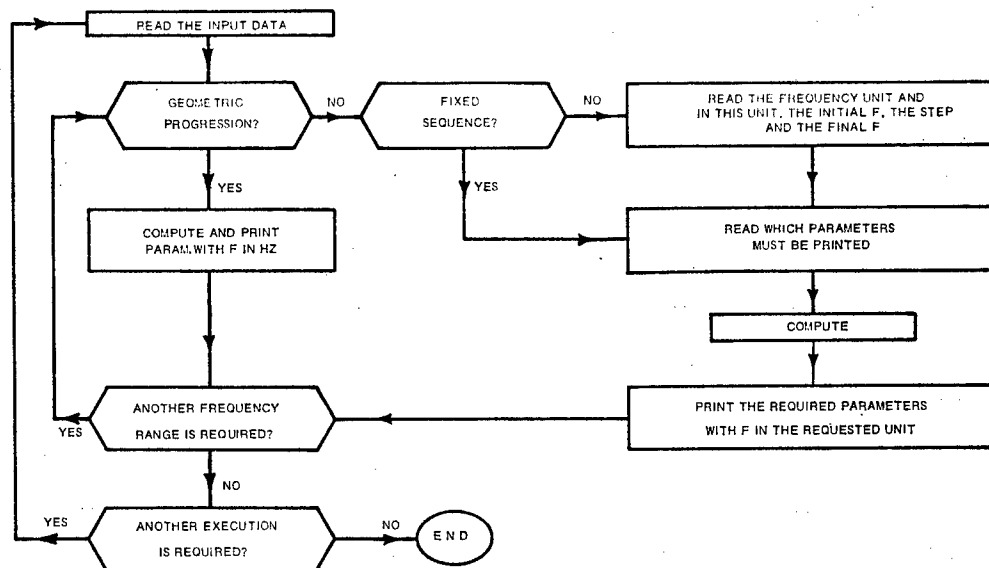 READ THE INPUT DATA
GEOMETRIC
PROGRESSION?
NO
FIXED
SEQUENCE?
NO
READ THE FREQUENCY UNIT AND
IN THIS UNIT, THE INITIAL F, THE STEP
AND THE FINAL F
YES
YES
COMPUTE AND PRINT
PARAM.WITH F IN HZ
READ WHICH PARAMETERS
MUST BE PRINTED
COMPUTE
ANOTHER FREQUENCY
RANGE IS REQUIRED?
YES
PRINT THE REQUIRED PARAMETERS
WITH F IN THE REQUESTED UNIT
NO
YES
ANOTHER EXECUTION
IS REQUIRED?
NO
END